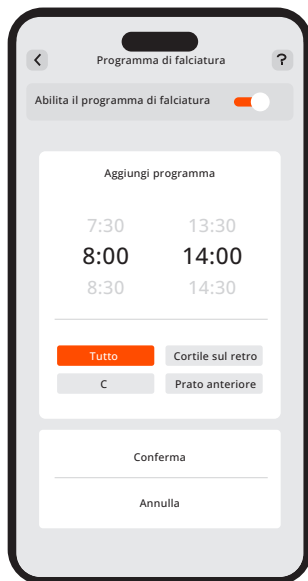 Programma di falciatura
?
Abilita il programma di falciatura
Aggiungi programma
7:30 13:30
8:00 14:00
8:30 14:30
Tutto Cortile sul retro
C Prato anteriore
Conferma
Annulla